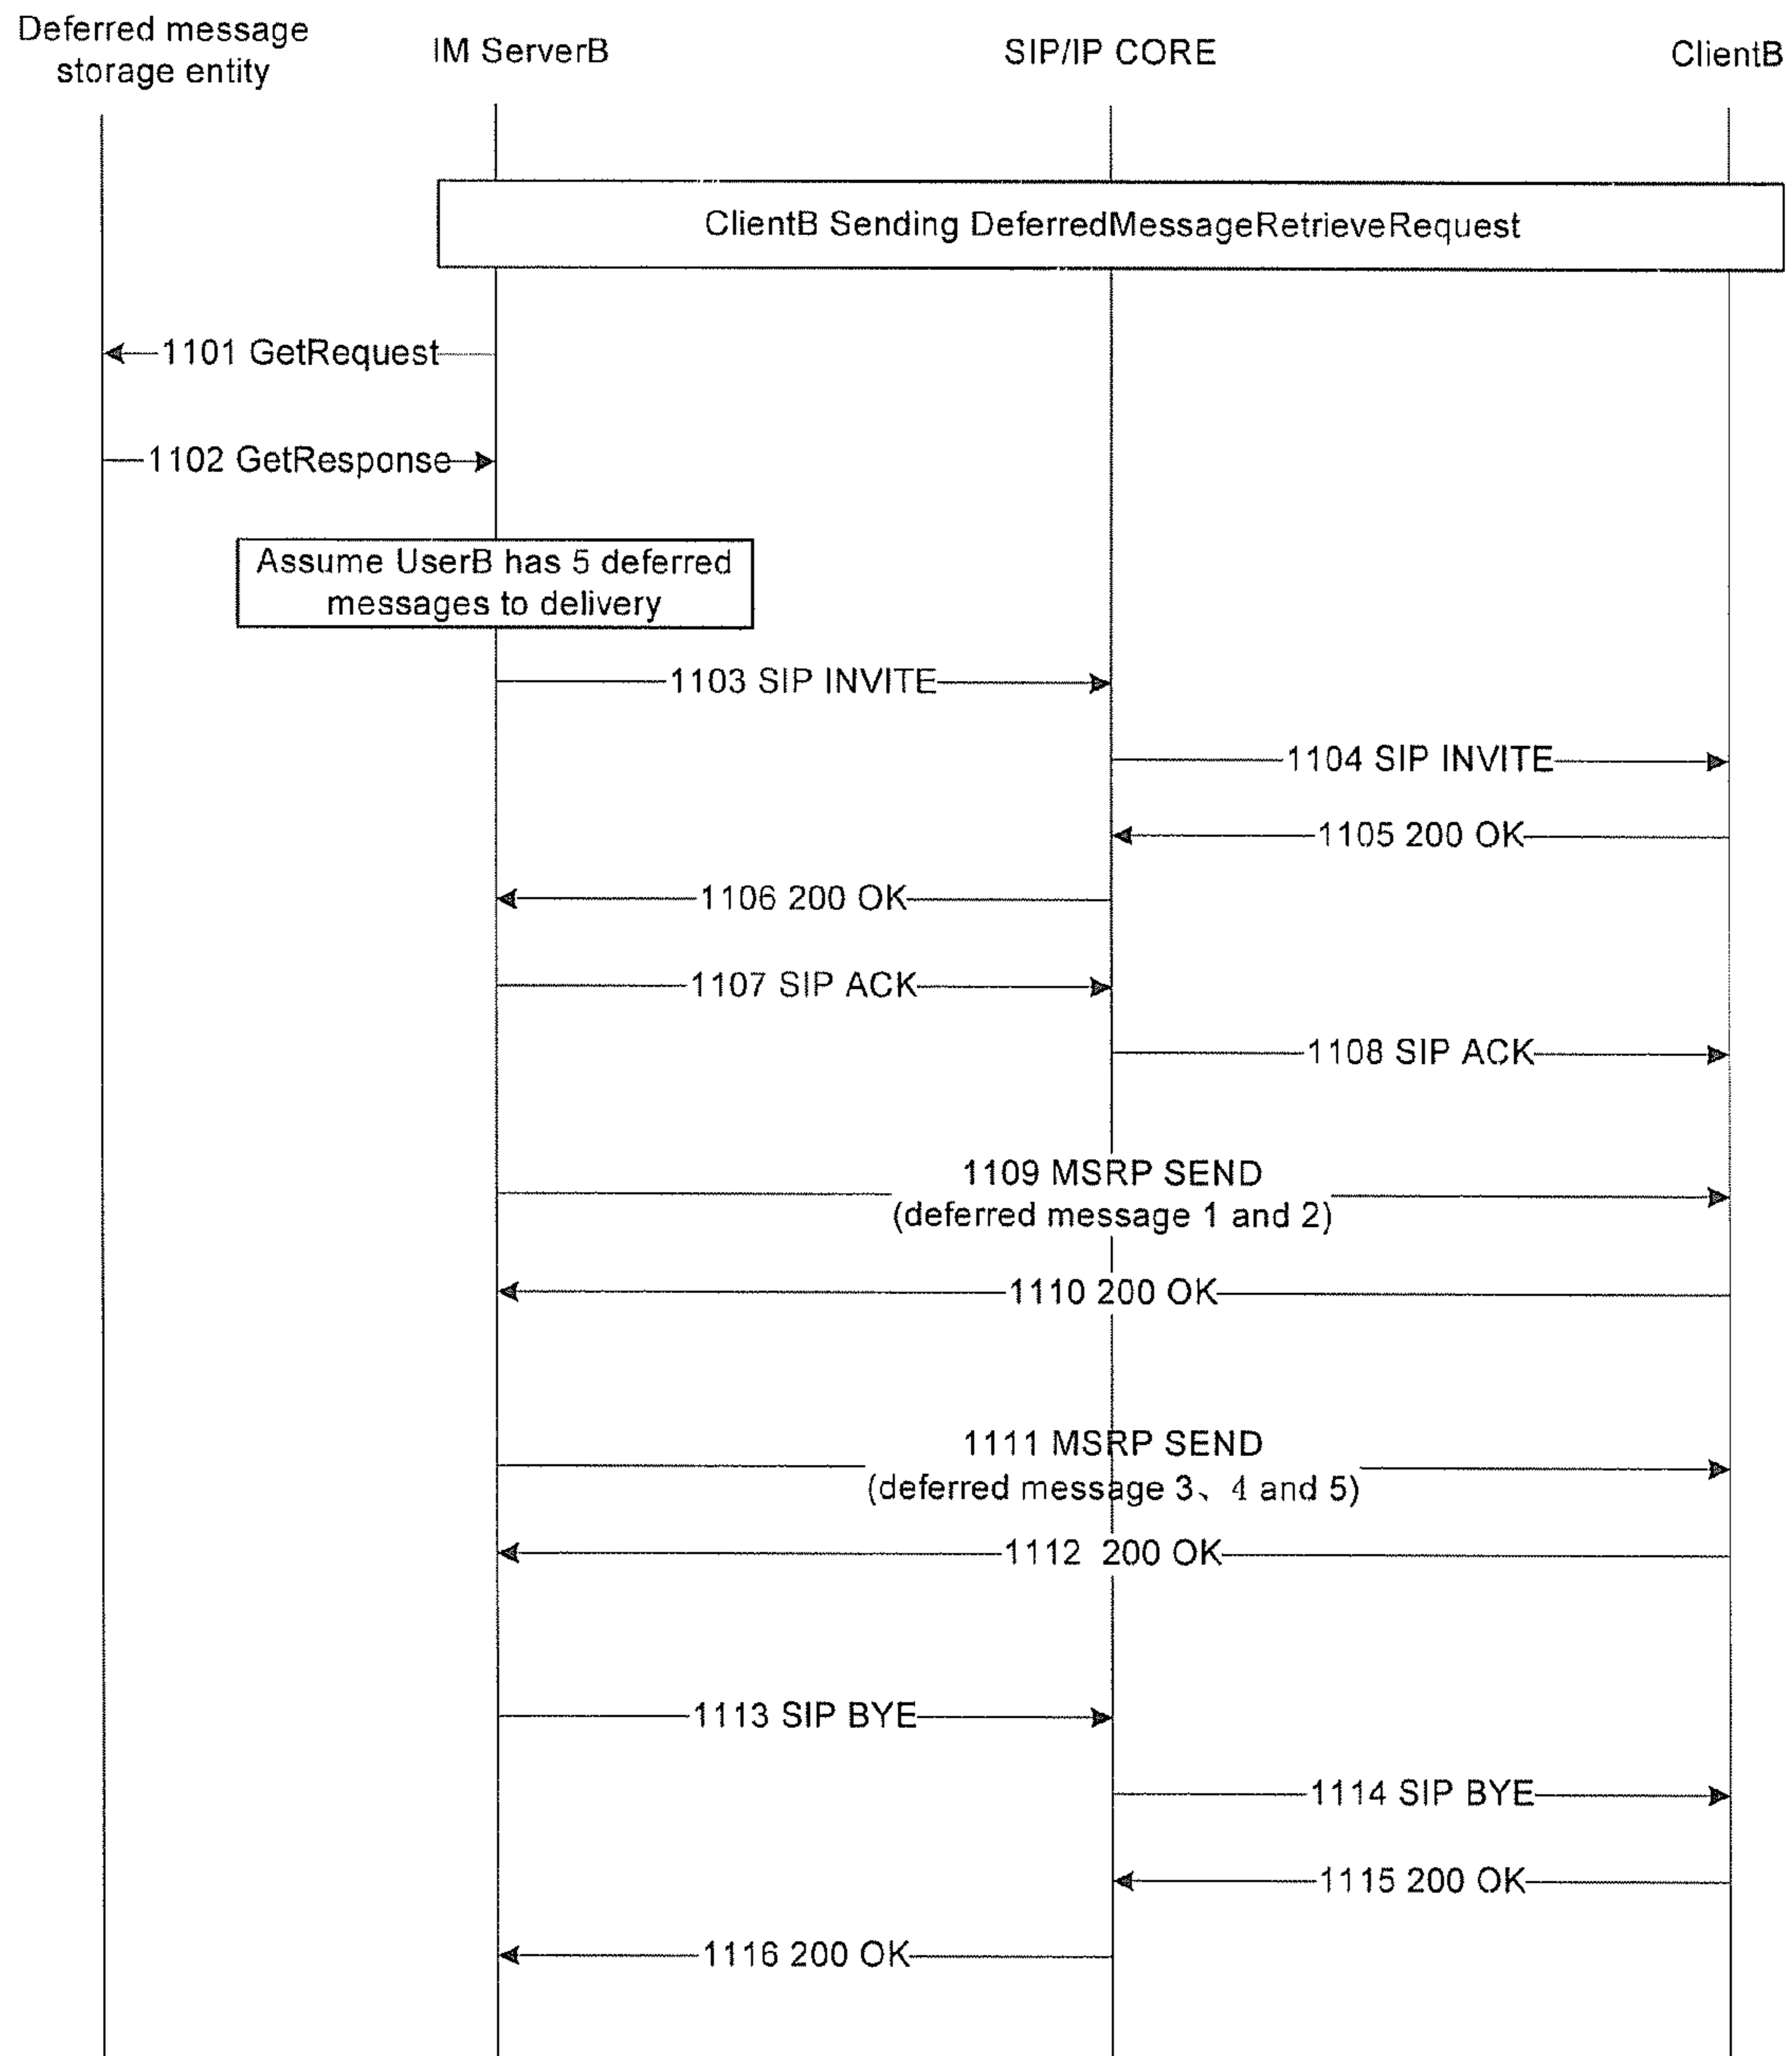 Deferred message
storage entity
IM ServerB
SIP/IP CORE
ClientB
ClientB Sending DeferredMessageRetrieveRequest
1101 GetRequest
1102 GetResponse
Assume UserB has 5 deferred
messages to delivery
1103 SIP INVITE
1104 SIP INVITE
1105 200 OK
1106 200 OK
1107 SIP ACK
1108 SIP ACK
1109 MSRP SEND
(deferred message 1 and 2)
1110 200 OK
1111 MSRP SEND
(deferred message 3、4 and 5)
1112 200 OK
1113 SIP BYE
1114 SIP BYE
1115 200 OK
1116 200 OK